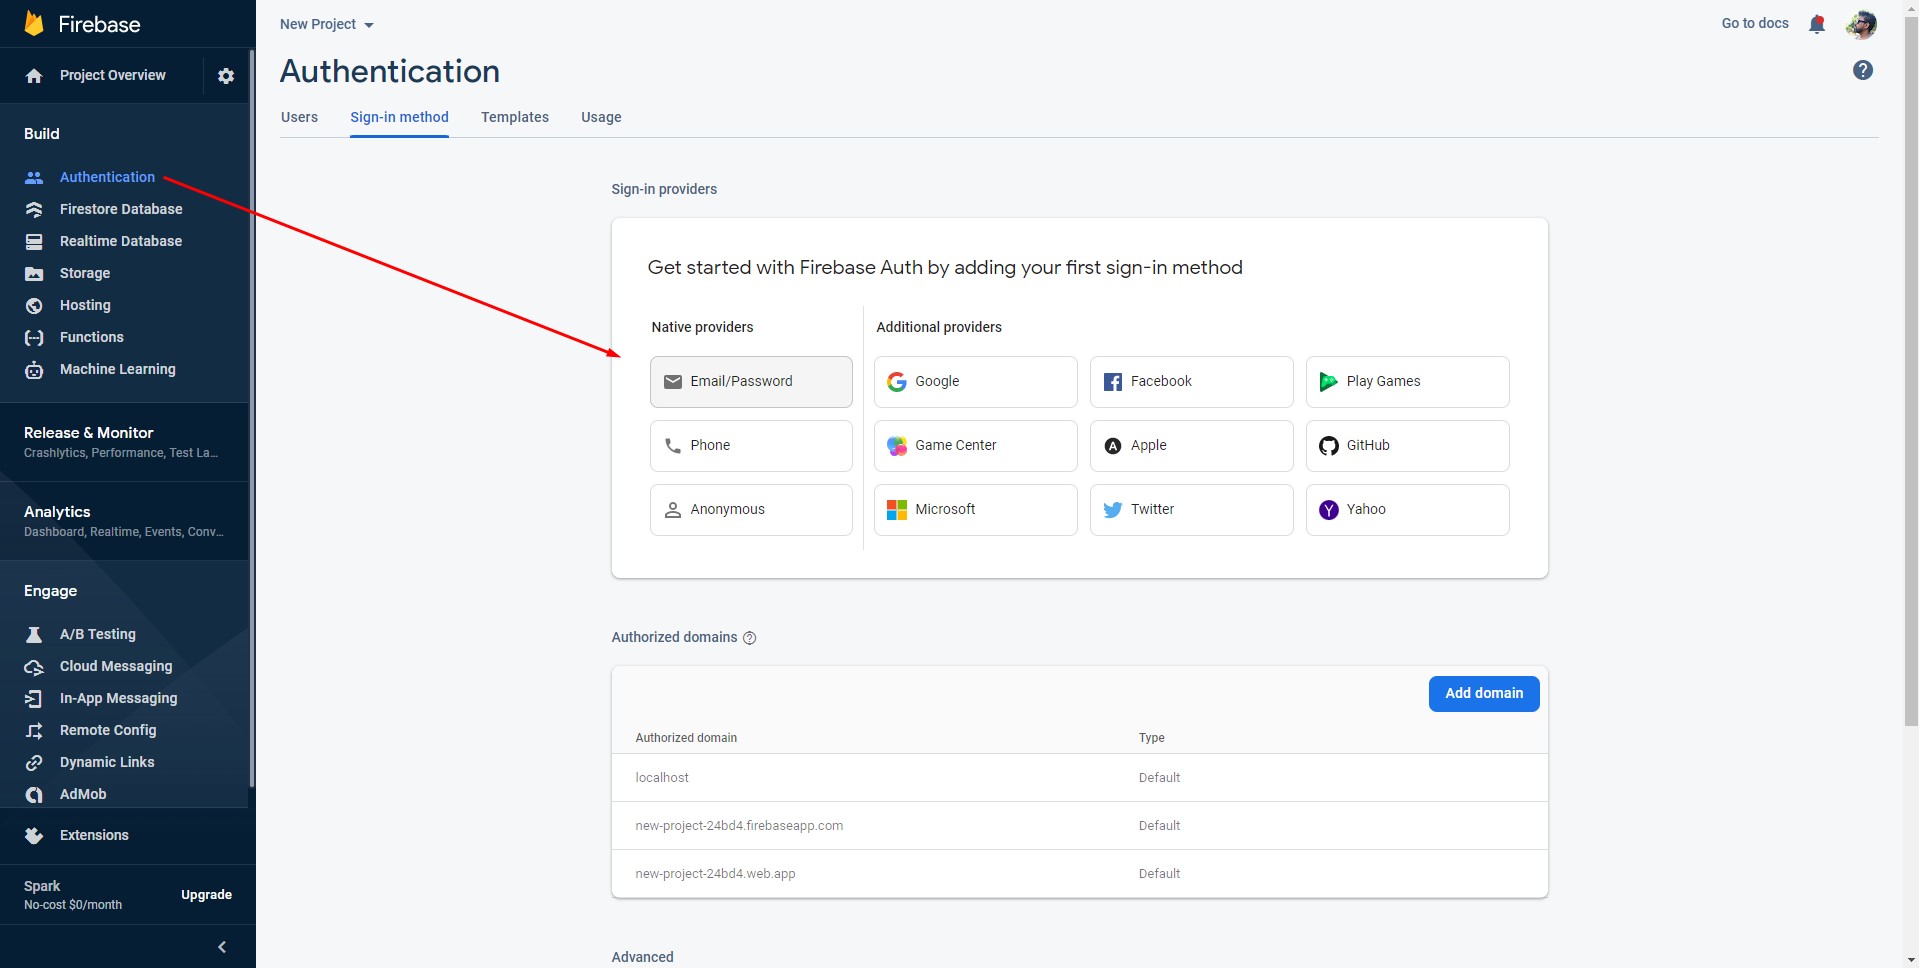 Firebase
Project Overview
Build
Authentication
Firestore Database
Realtime Database
Storage
Hosting
Functions
Machine Learning
Release & Monitor
Crashlytics, Performance, Test La...
Analytics
Dashboard, Realtime, Events, Conv...
Engage
A/B Testing
Cloud Messaging
In-App Messaging
Remote Config
Dynamic Links
AdMob
Extensions
Spark
No-cost $0/month
Upgrade
New Project
Go to docs
Authentication
Users Sign-in method Templates Usage
Sign-in providers
Get started with Firebase Auth by adding your first sign-in method
Native providers
Email/Password
Phone
Anonymous
Additional providers
Google Facebook Play Games
Game Center Apple GitHub
Microsoft Twitter Yahoo
Authorized domains
Add domain
Authorized domain Type
localhost Default
new-project-24bd4.firebaseapp.com Default
new-project-24bd4.web.app Default
Advanced